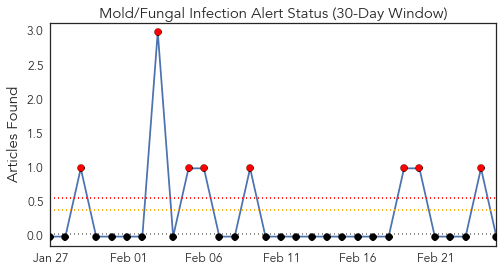 Mold/Fungal Infection Alert Status (30-Day Window)
Articles Found
3.0
2.5
2.0
1.5
1.0
0.5
0.0
Jan 27 Feb 01 Feb 06 Feb 11 Feb 16 Feb 21